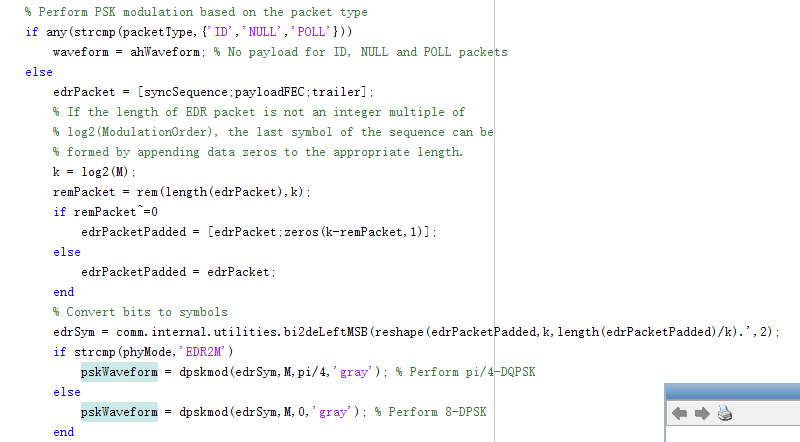 % Perform PSK modulation based on the packet type
if any(strcmp(packetType,{'ID','NULL','POLL'}))
waveform = ahWaveform; % No payload for ID, NULL and POLL packets
else
edrPacket = [syncSequence;payloadFEC;trailer];
% If the length of EDR packet is not an integer multiple of
% log2(ModulationOrder), the last symbol of the sequence can be
% formed by appending data zeros to the appropriate length.
k = log2(M);
remPacket = rem(length(edrPacket),k);
if remPacket~=0
edrPacketPadded = [edrPacket;zeros(k-remPacket,1)];
else
edrPacketPadded = edrPacket;
end
% Convert bits to symbols
edrSym = comm.internal.utilities.bi2deLeftMSB(reshape(edrPacketPadded,k,length(edrPacketPadded)/k).',2);
if strcmp(phyMode,'EDR2M')
pskWaveform = dpskmod(edrSym,M,pi/4,'gray'); % Perform pi/4-DQPSK
else
pskWaveform = dpskmod(edrSym,M,0,'gray'); % Perform 8-DPSK
end